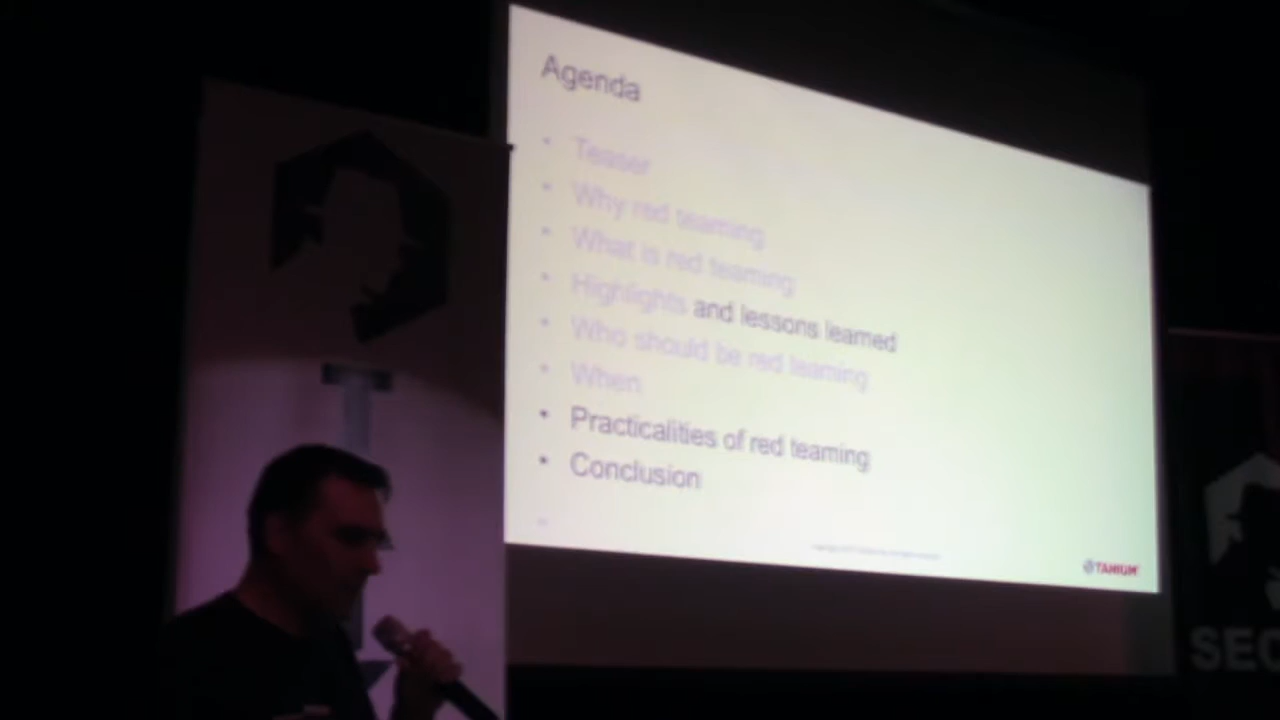 Agenda
• Teaser
• Why red teaming
• What is red teaming
• Highlights and lessons learned
• Who should be red teaming
• When
• Practicalities of red teaming
• Conclusion
TANIUM
SEC